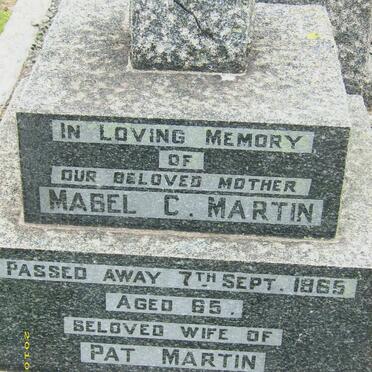 IN LOVING MEMORY
OF
OUR BELOVED MOTHER
MABEL C. MARTIN
PASSED AWAY 7TH SEPT. 1965
AGED 65.
BELOVED WIFE OF
PAT MARTIN